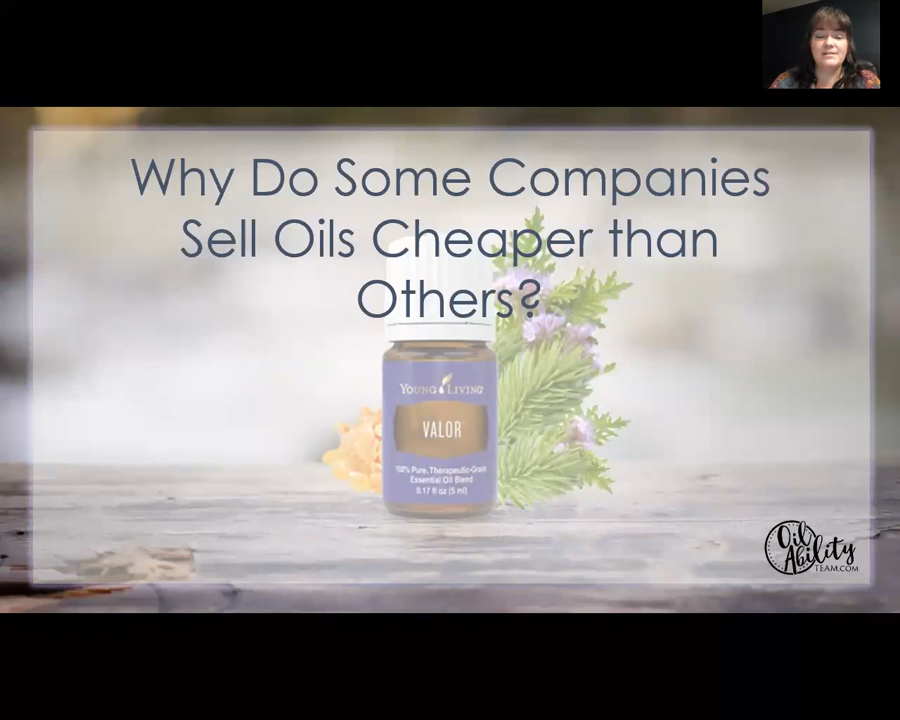 Why Do Some Companies
Sell Oils Cheaper than
Others?
YOUNG LIVING
VALOR
100% Pure, Therapeutic-Grade
Essential Oil Blend
0.17 fl oz (5 ml)
Oil
Ability
TEAM.COM